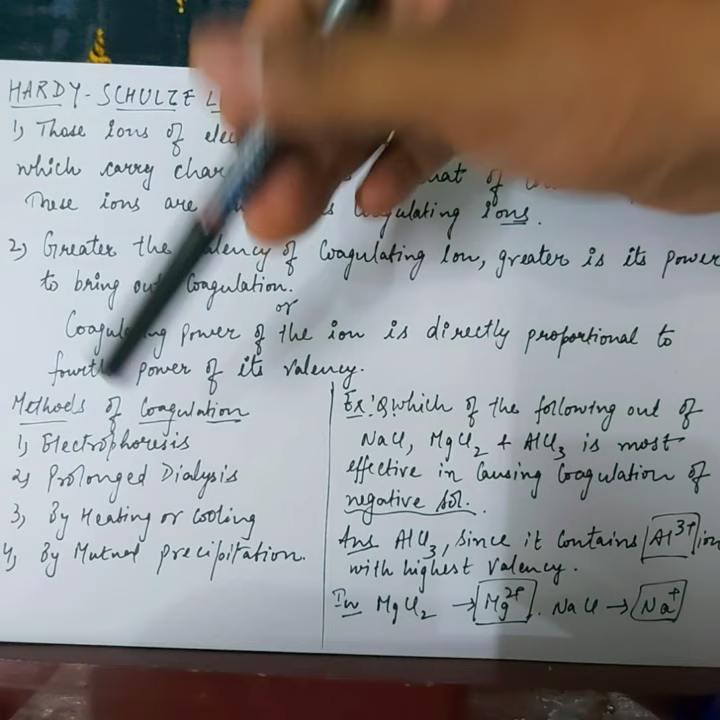 HARDY-SCHULZE
1) Those ions of
which carry of
These ions are Coagulating ions.
2) Greater the of Coagulating Ion, greater is its power
to bring out Coagulation.
or
power of the ion is directly proportional to
fourth power of its valency.
Methods of Coagulation
1) Electrophoresis
2) Prolonged Dialysis
3) By Heating or Cooling
4) By Mutual precipitation.
Ex: Q. Which of the following out of
NaCl, MgCl2 + AlCl3 is most
effective in Causing Coagulation of
negative Sol.
Ans AlCl3, Since it contains Al3+ ion
with highest valency.
In MgCl2 → Mg2+. NaCl → Na+